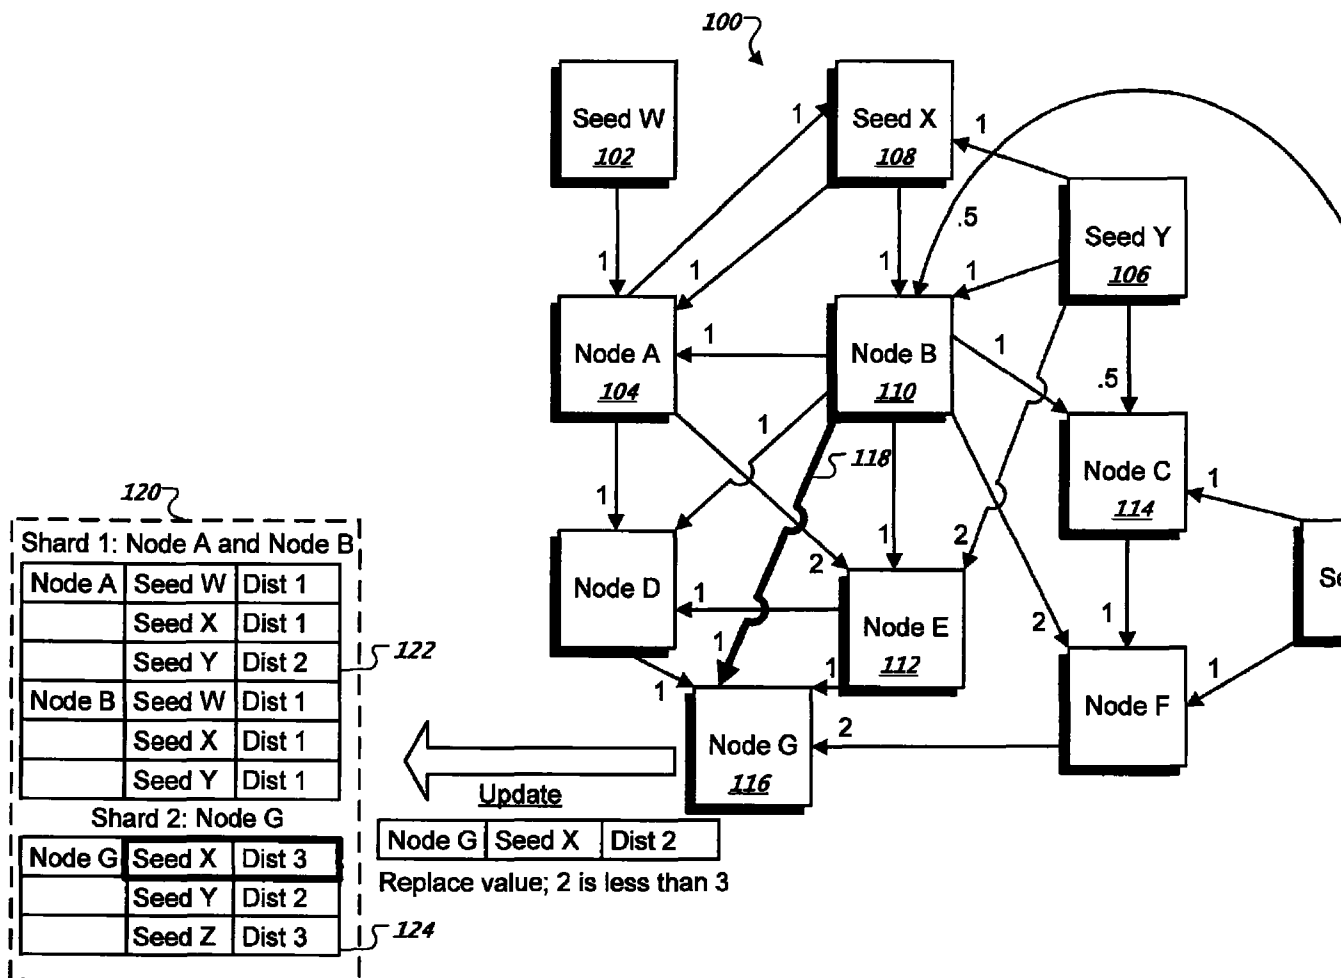 100
Seed W
102
Seed X
108
Seed Y
106
1
1
.5
1
1
1
1
1
Node A
104
1
Node B
110
1
.5
Node C
114
1
118
1
1
1
2
2
2
Node D
1
Node E
112
1
1
1
1
2
Node F
1
Se
Node G
116
120
Shard 1: Node A and Node B
Node A Seed W Dist 1
Seed X Dist 1
Seed Y Dist 2
122
Node B Seed W Dist 1
Seed X Dist 1
Seed Y Dist 1
Shard 2: Node G
Node G Seed X Dist 3
Seed Y Dist 2
Seed Z Dist 3
124
Update
Node G Seed X Dist 2
Replace value; 2 is less than 3